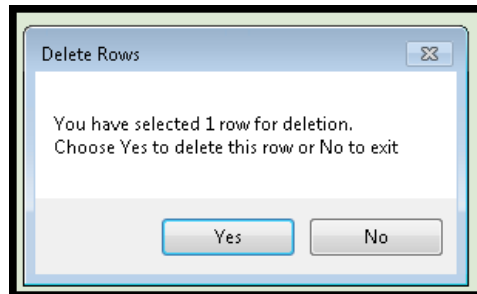 Delete Rows
You have selected 1 row for deletion.
Choose Yes to delete this row or No to exit
Yes
No